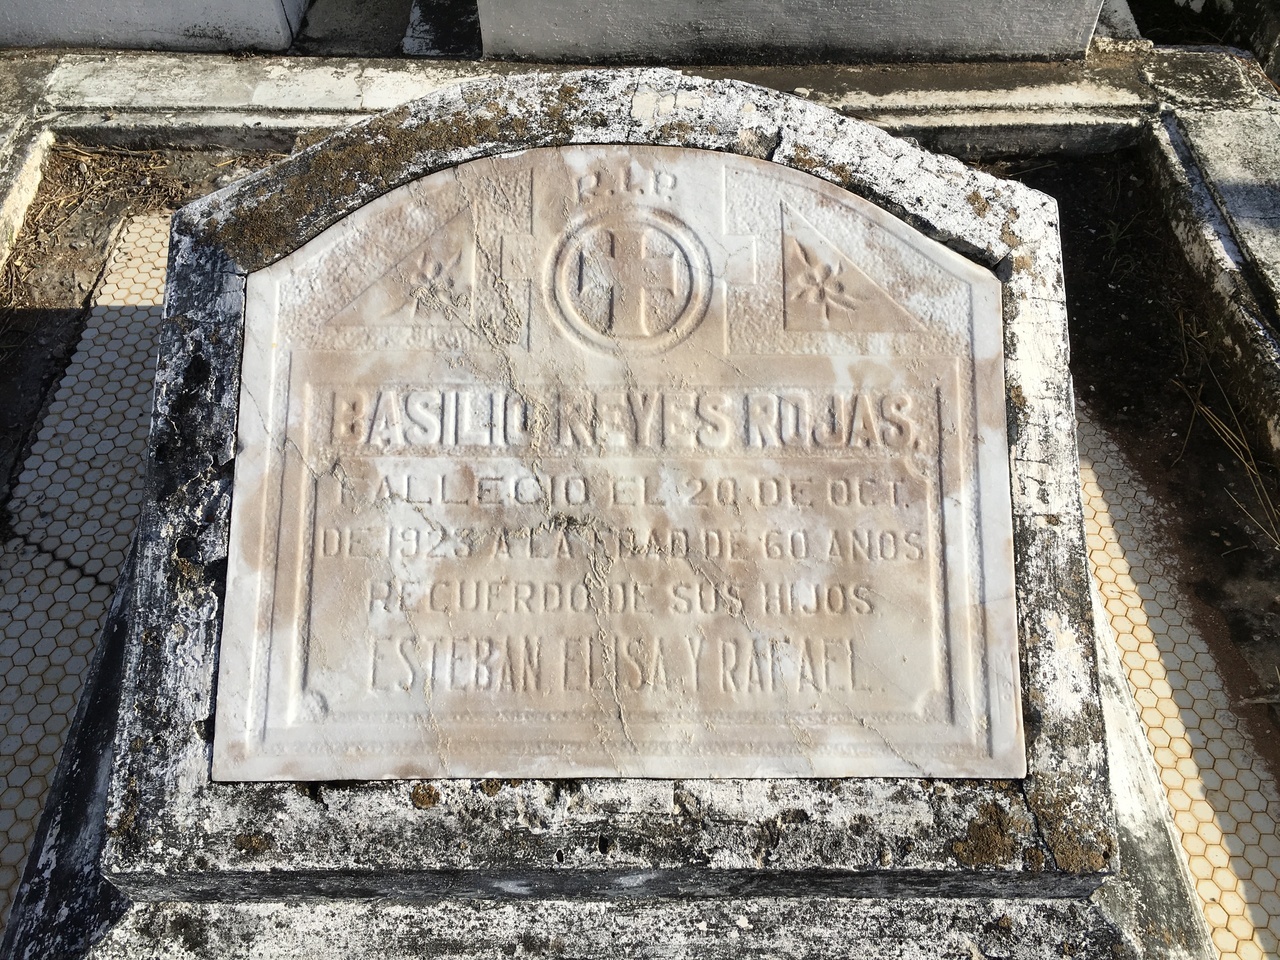 R.I.P.
BASILIO REYES ROJAS.
FALLECIO EL 20 DE OCT.
DE 1923 A LA EDAD DE 60 AÑOS
RECUERDO DE SUS HIJOS
ESTEBAN, ELISA Y RAFAEL.